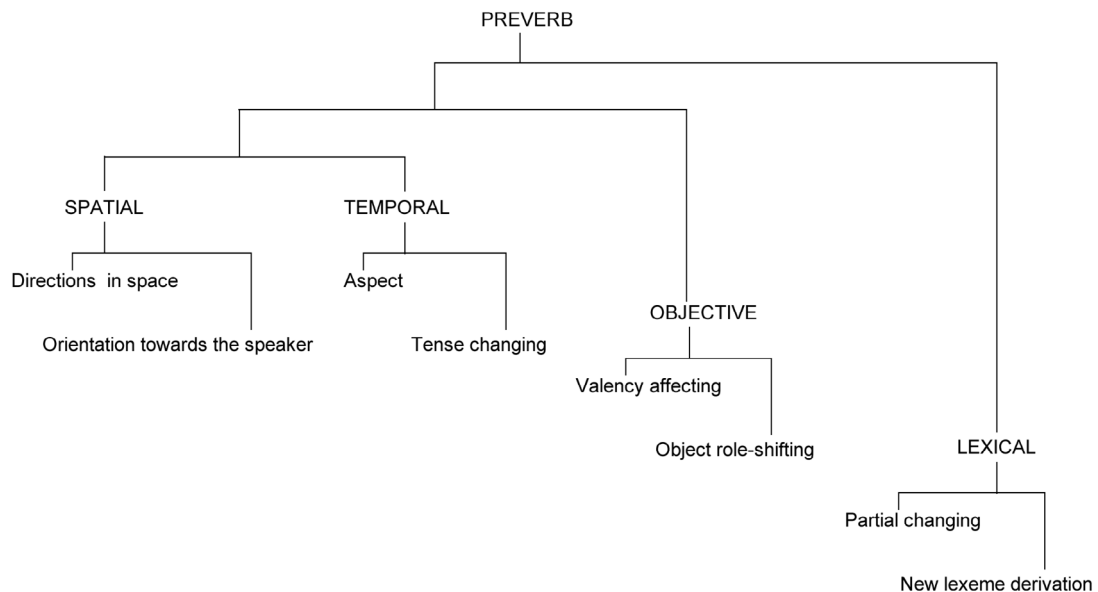 PREVERB
SPATIAL
TEMPORAL
Directions in space
Aspect
OBJECTIVE
Orientation towards the speaker
Tense changing
Valency affecting
Object role-shifting
LEXICAL
Partial changing
New lexeme derivation